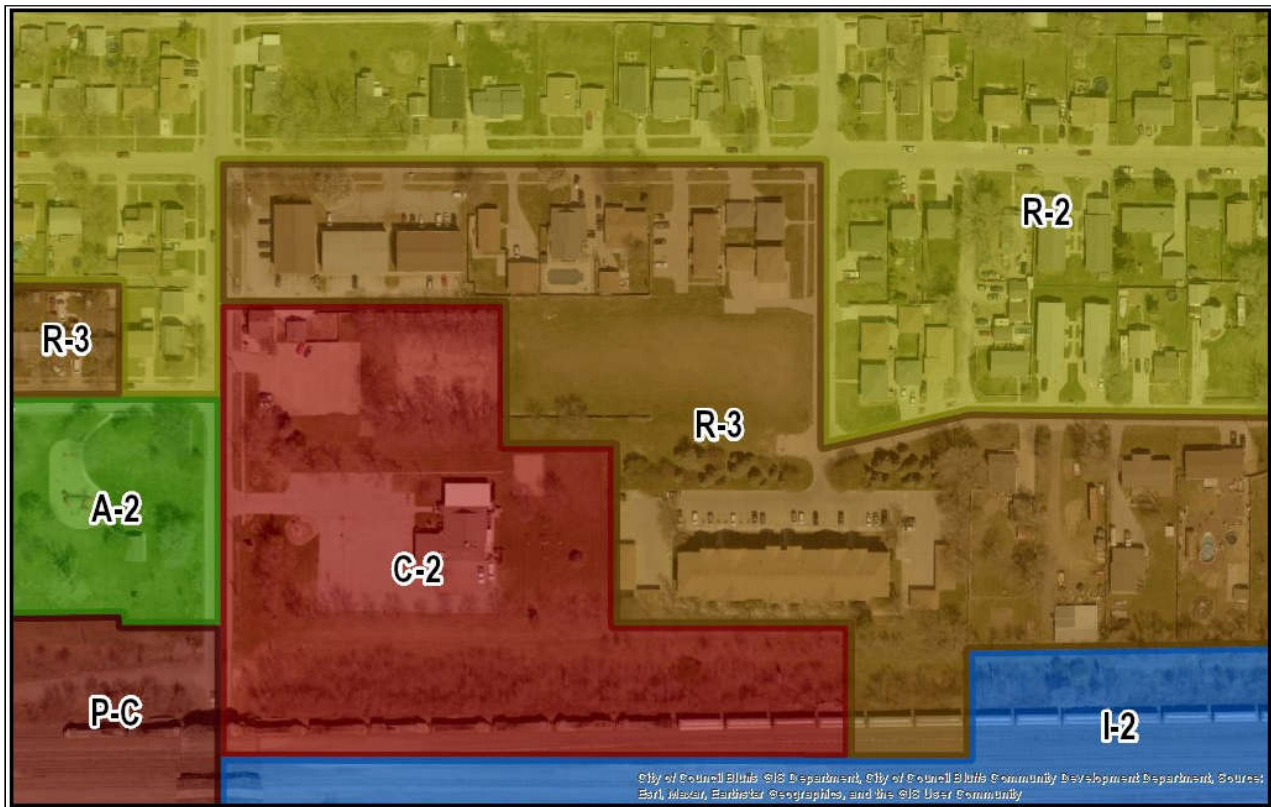 R-2
R-3
R-3
A-2
C-2
P-C
I-2
City of Council Bluffs GIS Department, City of Council Bluffs Community Development Department, Source:
Esri, Maxar, Earthstar Geographics, and the GIS User Community